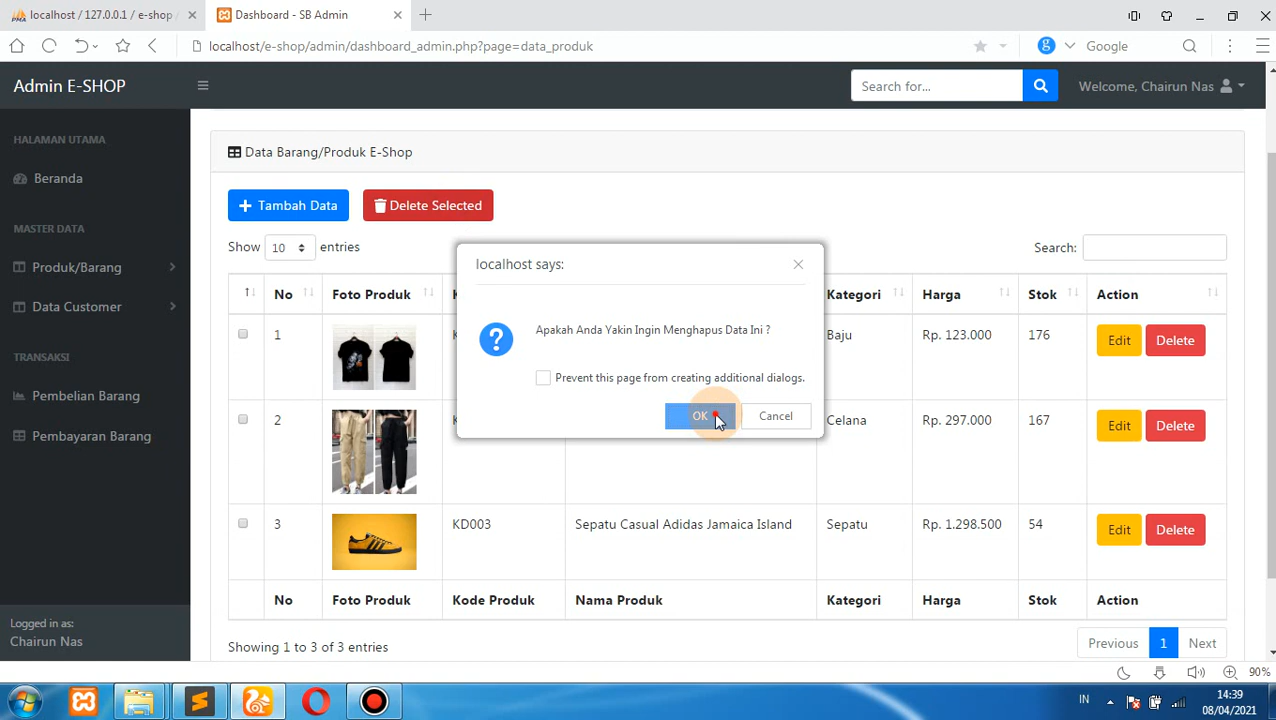 localhost / 127.0.0.1 / e-shop
Dashboard - SB Admin
localhost/e-shop/admin/dashboard_admin.php?page=data_produk
Google
Admin E-SHOP
Search for...
Welcome, Chairun Nas
HALAMAN UTAMA
Beranda
MASTER DATA
Produk/Barang
Data Customer
TRANSAKSI
Pembelian Barang
Pembayaran Barang
Logged in as:
Chairun Nas
Data Barang/Produk E-Shop
Tambah Data
Delete Selected
Show 10 entries
Search:
No Foto Produk Kategori Harga Stok Action
1 Baju Rp. 123.000 176 Edit Delete
2 Celana Rp. 297.000 167 Edit Delete
3 KD003 Sepatu Casual Adidas Jamaica Island Sepatu Rp. 1.298.500 54 Edit Delete
No Foto Produk Kode Produk Nama Produk Kategori Harga Stok Action
Showing 1 to 3 of 3 entries
Previous 1 Next
localhost says:
Apakah Anda Yakin Ingin Menghapus Data Ini ?
Prevent this page from creating additional dialogs.
OK
Cancel
90%
IN
14:39
08/04/2021